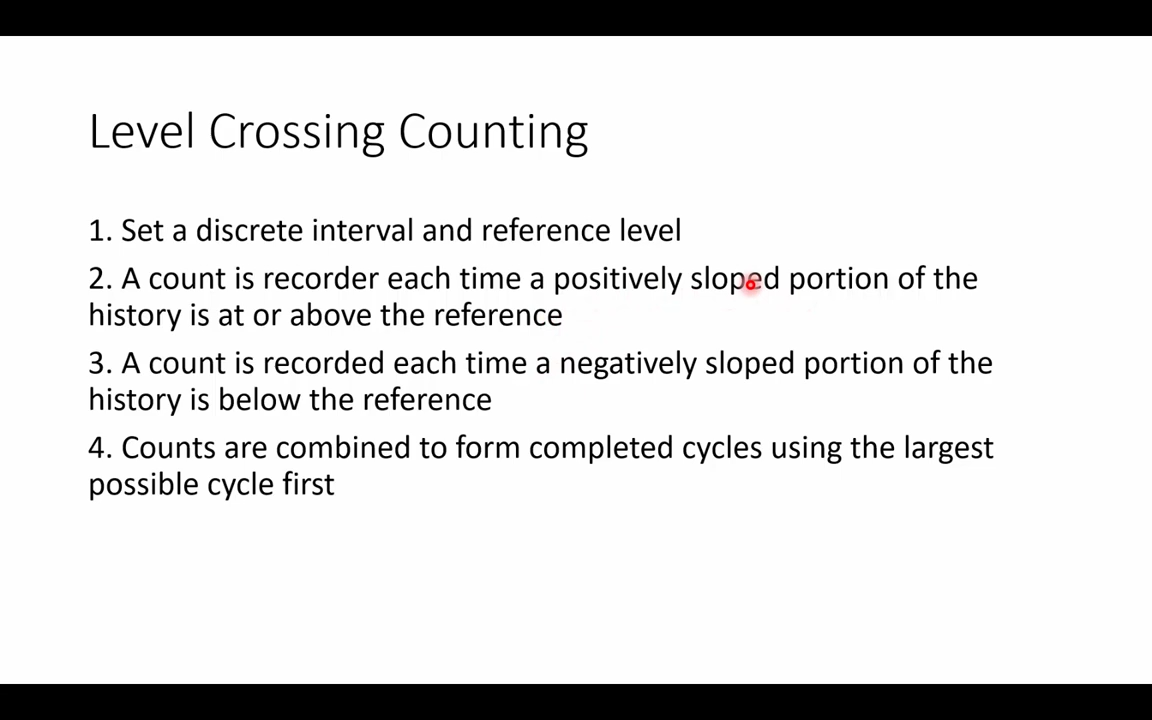 Level Crossing Counting
1. Set a discrete interval and reference level
2. A count is recorder each time a positively sloped portion of the
history is at or above the reference
3. A count is recorded each time a negatively sloped portion of the
history is below the reference
4. Counts are combined to form completed cycles using the largest
possible cycle first